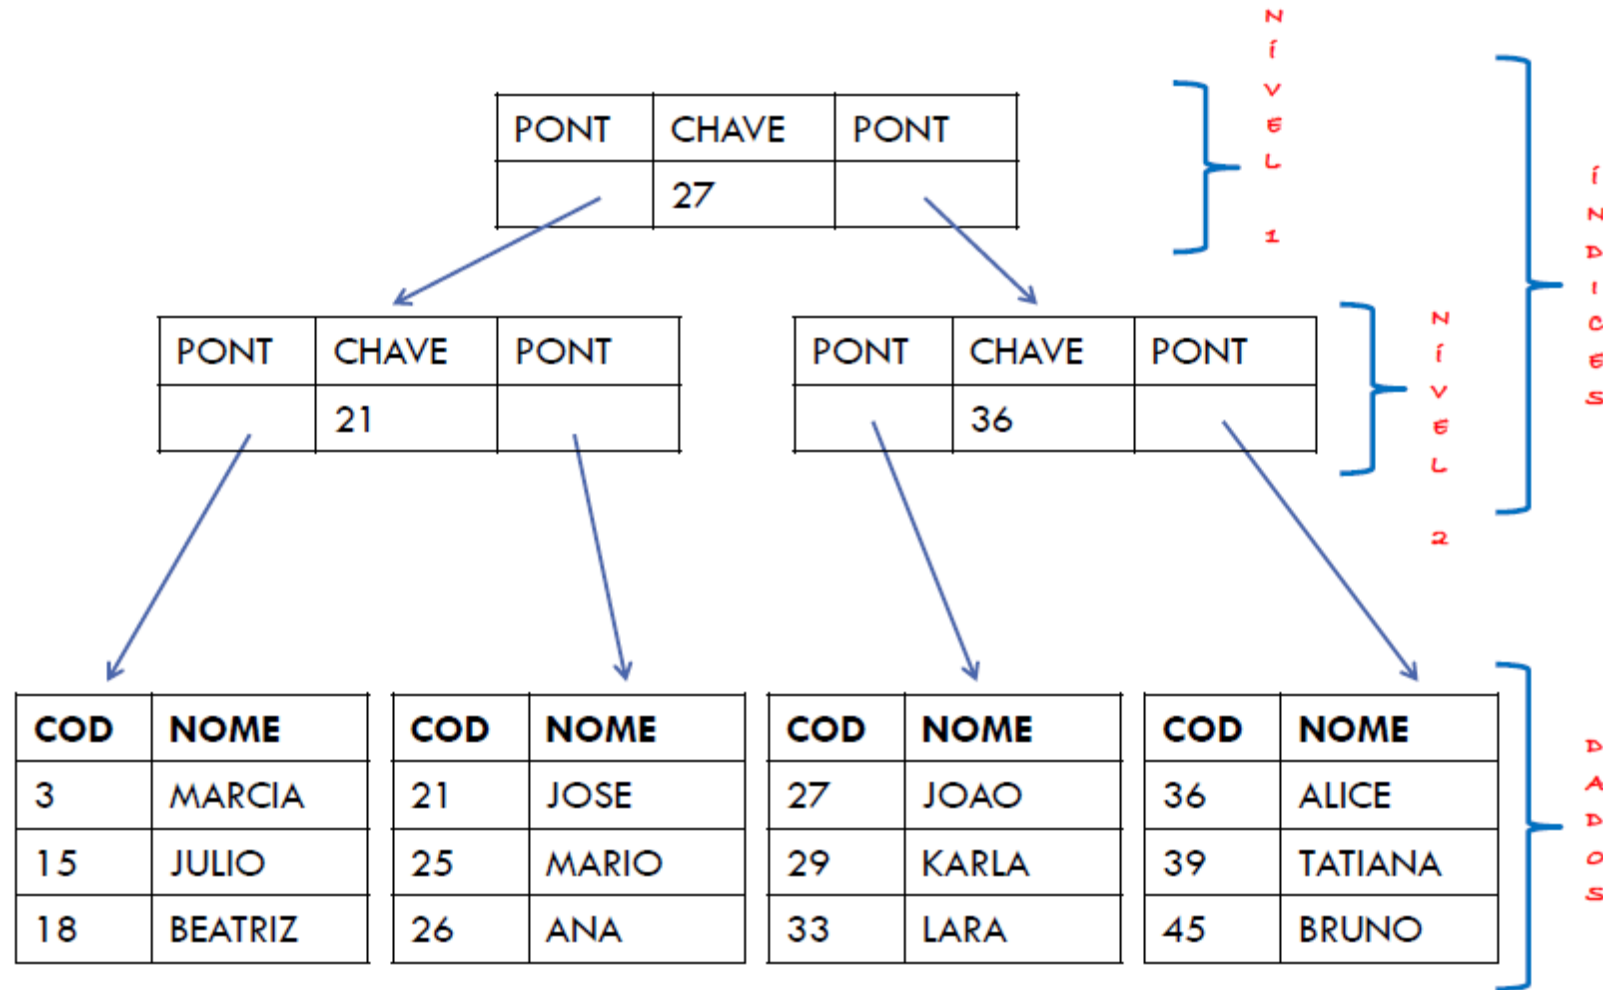 PONT CHAVE PONT
27
NÍVEL 1
PONT CHAVE PONT
21
PONT CHAVE PONT
36
NÍVEL 2
ÍNDICES
COD NOME
3 MARCIA
15 JULIO
18 BEATRIZ
COD NOME
21 JOSE
25 MARIO
26 ANA
COD NOME
27 JOAO
29 KARLA
33 LARA
COD NOME
36 ALICE
39 TATIANA
45 BRUNO
DADOS